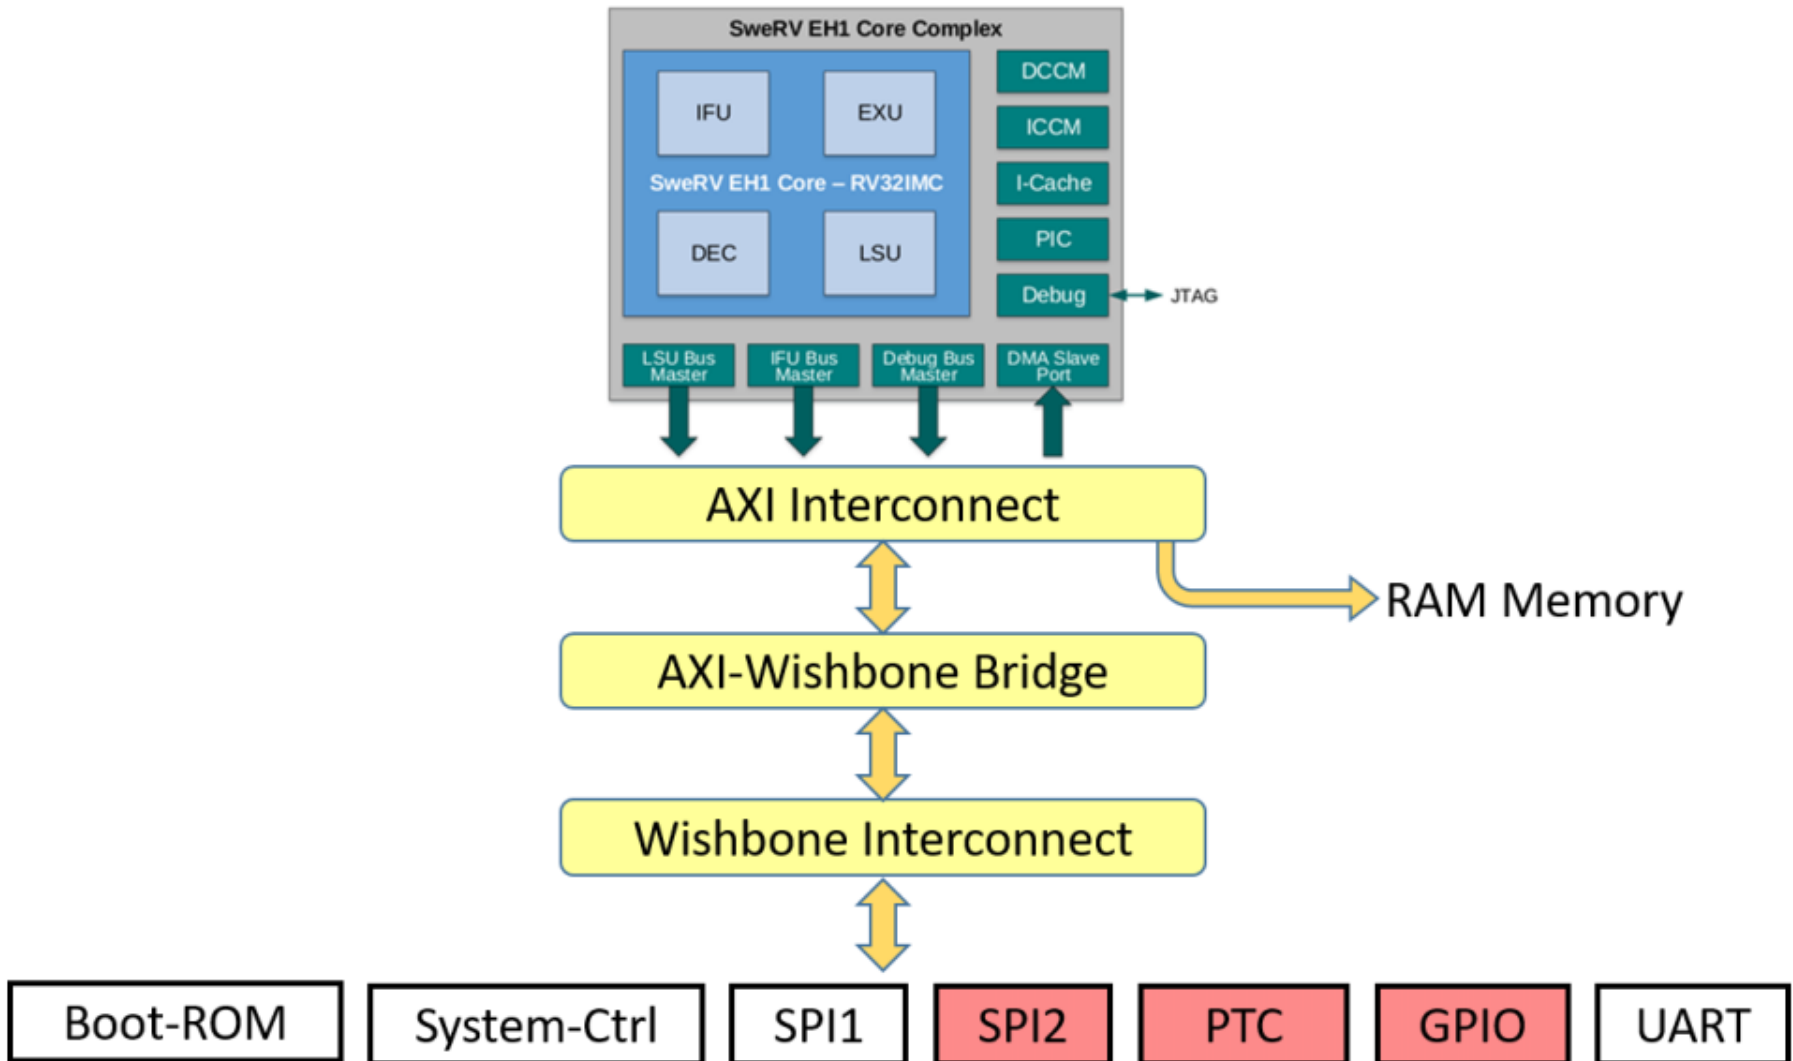 SweRV EH1 Core Complex
IFU
EXU
SweRV EH1 Core – RV32IMC
DEC
LSU
DCCM
ICCM
I-Cache
PIC
Debug
JTAG
LSU Bus
Master
IFU Bus
Master
Debug Bus
Master
DMA Slave
Port
AXI Interconnect
RAM Memory
AXI-Wishbone Bridge
Wishbone Interconnect
Boot-ROM
System-Ctrl
SPI1
SPI2
PTC
GPIO
UART